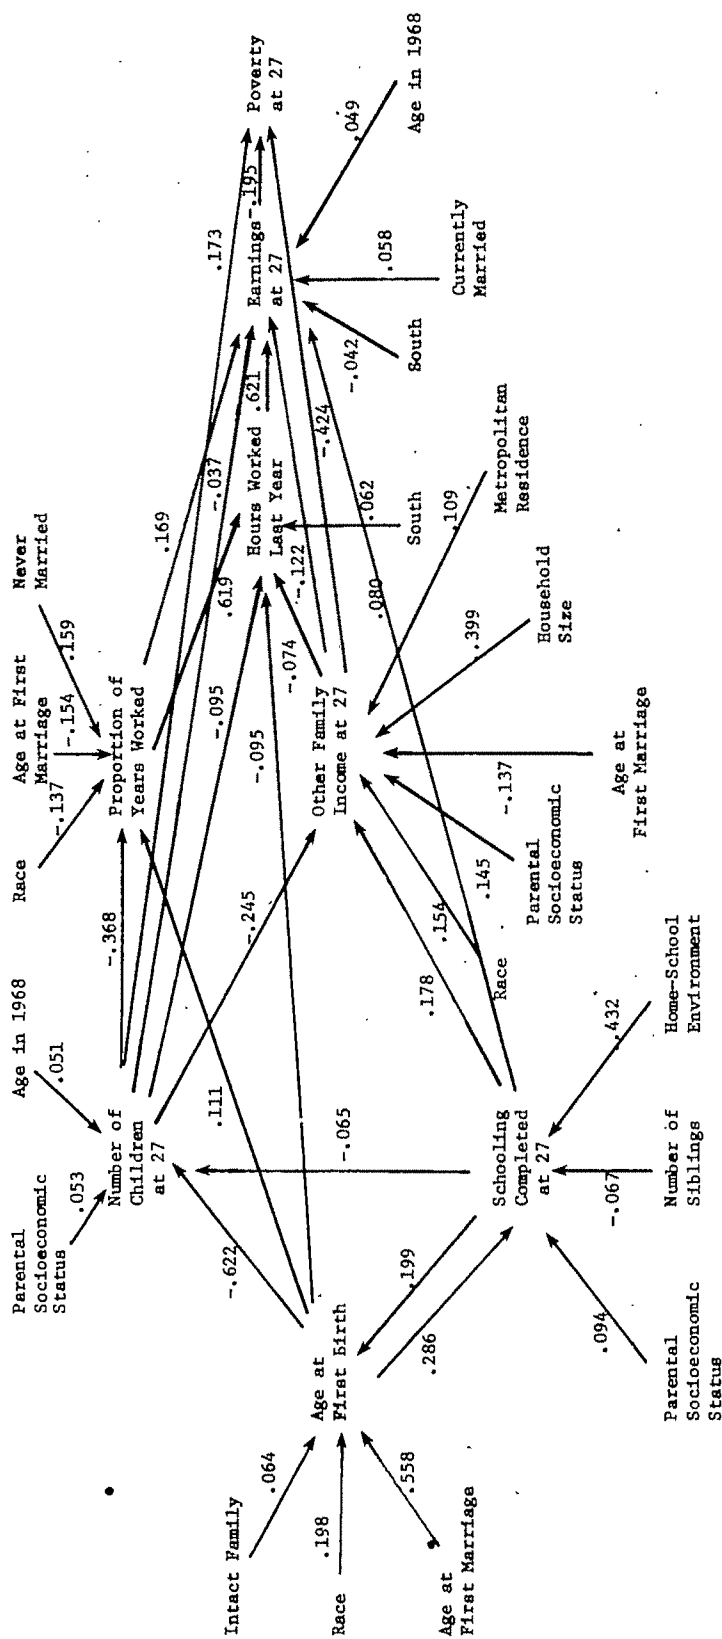 Parental
Socioeconomic
Status
.053
Age in 1968
.051
Race
-.137
Age at First
Marriage
-.154
Never
Married
.159
Number of
Children
at 27
-.368
Proportion of
Years Worked
.169
.173
-.037
.619
-.095
-.095
-.245
.111
-.622
-.065
Intact Family
.064
Race
.198
Age at
First Marriage
.558
Age at
First Birth
.199
.286
Hours Worked
Last Year
.621
Earnings
at 27
-.195
Poverty
at 27
-.074
-.122
-.424
.062
South
-.042
South
.058
Currently
Married
.049
Age in 1968
Other Family
Income at 27
.080
.109
Metropolitan
Residence
.399
Household
Size
-.137
Age at
First Marriage
.145
Parental
Socioeconomic
Status
.154
Race
.178
Schooling
Completed
at 27
.094
Parental
Socioeconomic
Status
-.067
Number of
Siblings
.432
Home-School
Environment